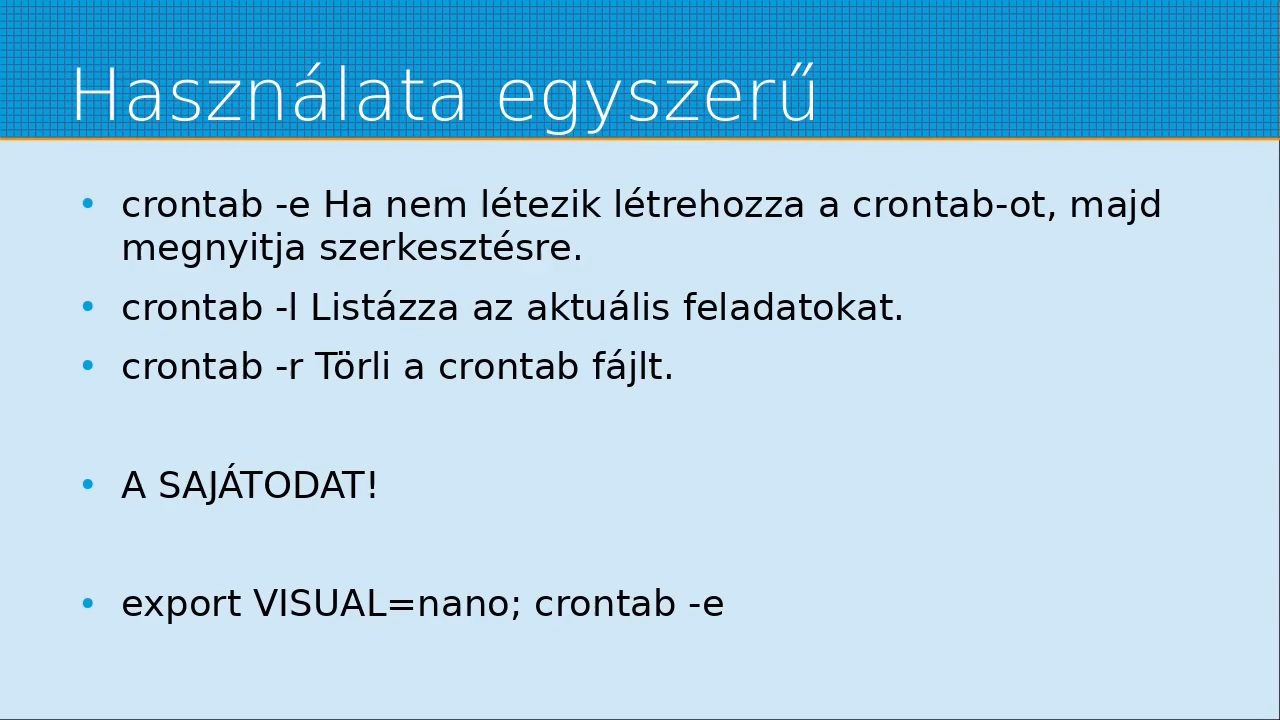 Használata egyszerű
• crontab -e Ha nem létezik létrehozza a crontab-ot, majd
megnyitja szerkesztésre.
• crontab -l Listázza az aktuális feladatokat.
• crontab -r Törli a crontab fájlt.
• A SAJÁTODAT!
• export VISUAL=nano; crontab -e